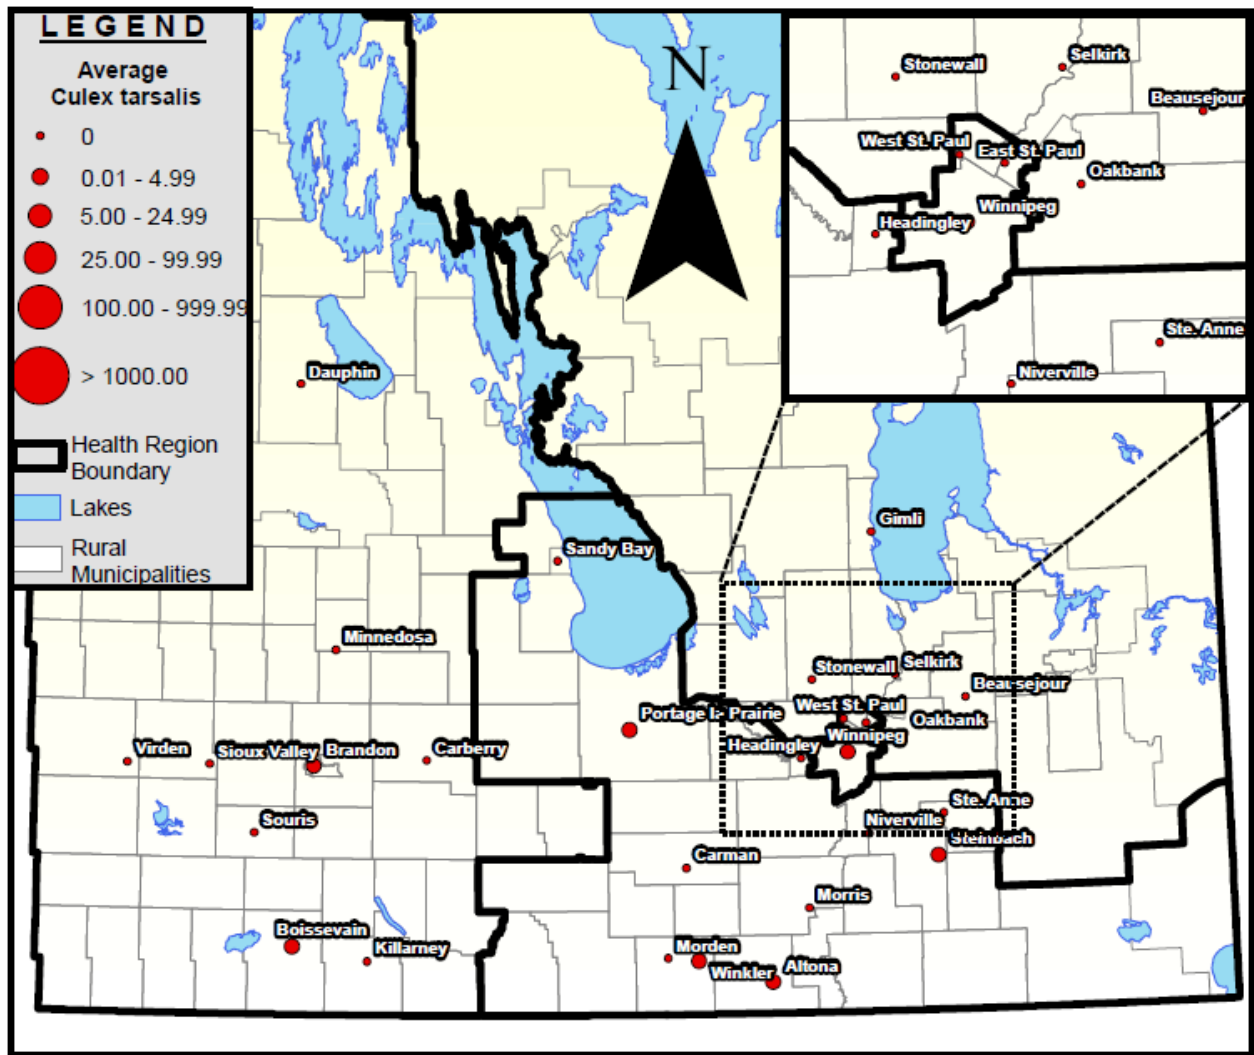 LEGEND
Average
Culex tarsalis
0
0.01 - 4.99
5.00 - 24.99
25.00 - 99.99
100.00 - 999.99
> 1000.00
Health Region
Boundary
Lakes
Rural
Municipalities
N
Stonewall
Selkirk
Beausejour
West St. Paul
East St. Paul
Oakbank
Winnipeg
Headingley
Ste. Anne
Niverville
Dauphin
Gimli
Sandy Bay
Minnedosa
Stonewall
Selkirk
Beausejour
Portage la Prairie
West St. Paul
Oakbank
Winnipeg
Headingley
Virden
Sioux Valley
Brandon
Carberry
Ste. Anne
Niverville
Souris
Steinbach
Carman
Morris
Boissevain
Killarney
Morden
Winkler
Altona